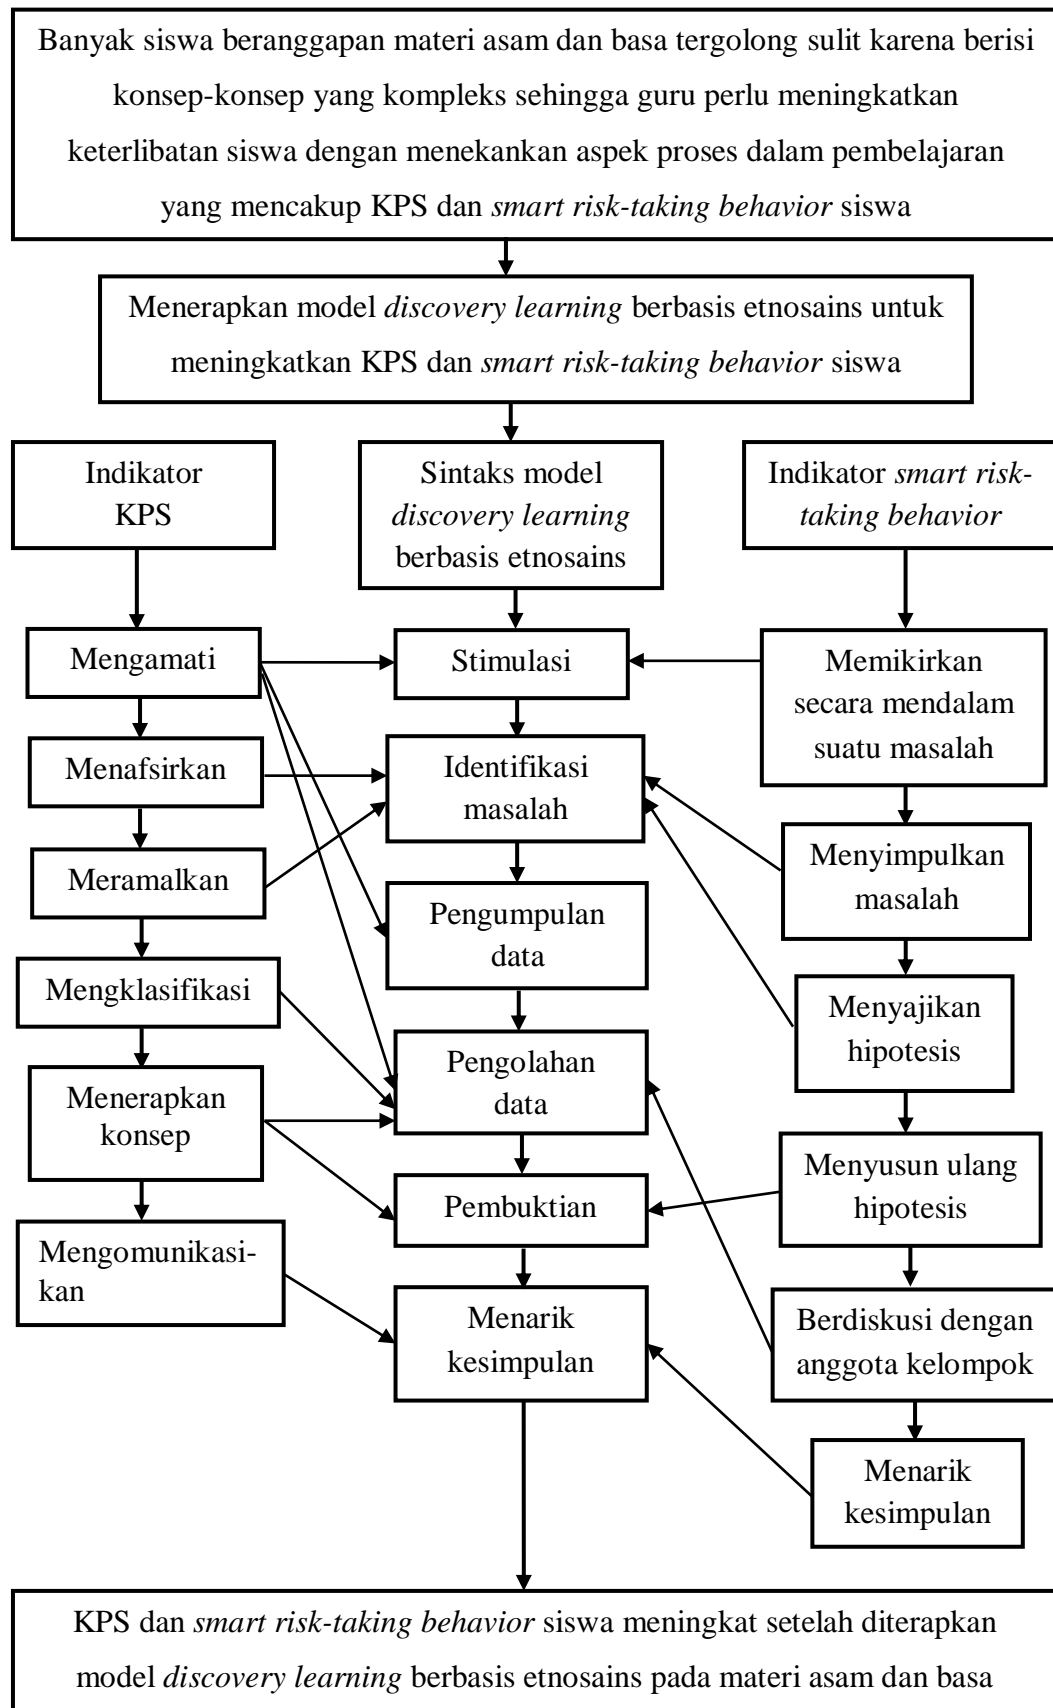 Banyak siswa beranggapan materi asam dan basa tergolong sulit karena berisi
konsep-konsep yang kompleks sehingga guru perlu meningkatkan
keterlibatan siswa dengan menekankan aspek proses dalam pembelajaran
yang mencakup KPS dan smart risk-taking behavior siswa
Menerapkan model discovery learning berbasis etnosains untuk
meningkatkan KPS dan smart risk-taking behavior siswa
Indikator
KPS
Sintaks model
discovery learning
berbasis etnosains
Indikator smart risk-
taking behavior
Mengamati
Menafsirkan
Meramalkan
Mengklasifikasi
Menerapkan
konsep
Mengomunikasi-
kan
Stimulasi
Identifikasi
masalah
Pengumpulan
data
Pengolahan
data
Pembuktian
Menarik
kesimpulan
Memikirkan
secara mendalam
suatu masalah
Menyimpulkan
masalah
Menyajikan
hipotesis
Menyusun ulang
hipotesis
Berdiskusi dengan
anggota kelompok
Menarik
kesimpulan
KPS dan smart risk-taking behavior siswa meningkat setelah diterapkan
model discovery learning berbasis etnosains pada materi asam dan basa